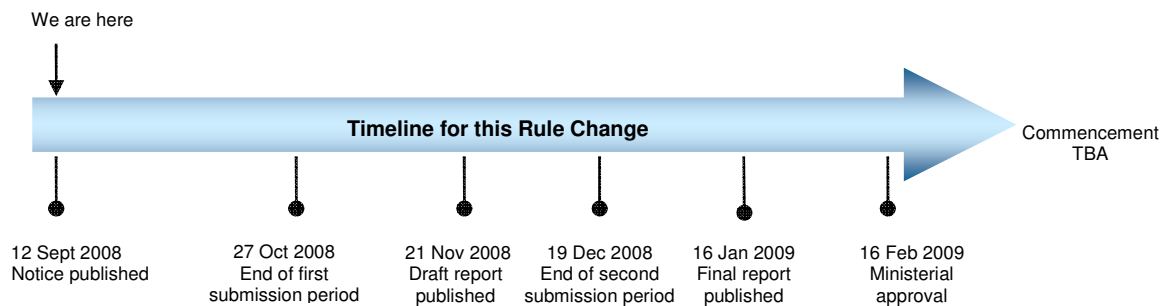 We are here
Timeline for this Rule Change
Commencement
TBA
12 Sept 2008
Notice published
27 Oct 2008
End of first
submission period
21 Nov 2008
Draft report
published
19 Dec 2008
End of second
submission period
16 Jan 2009
Final report
published
16 Feb 2009
Ministerial
approval